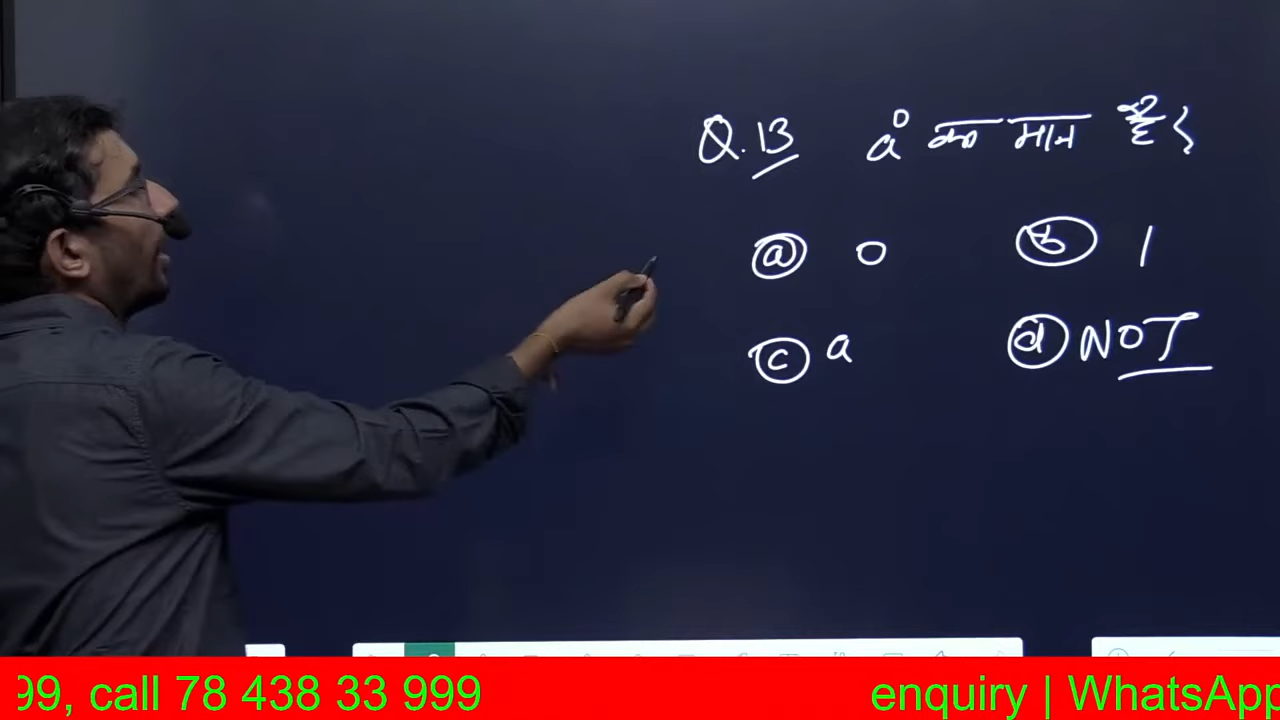 Q.13 a⁰ का मान है?
(a) 0 (b) 1
(c) a (d) NOT
99, call 78 438 33 999 enquiry | WhatsApp